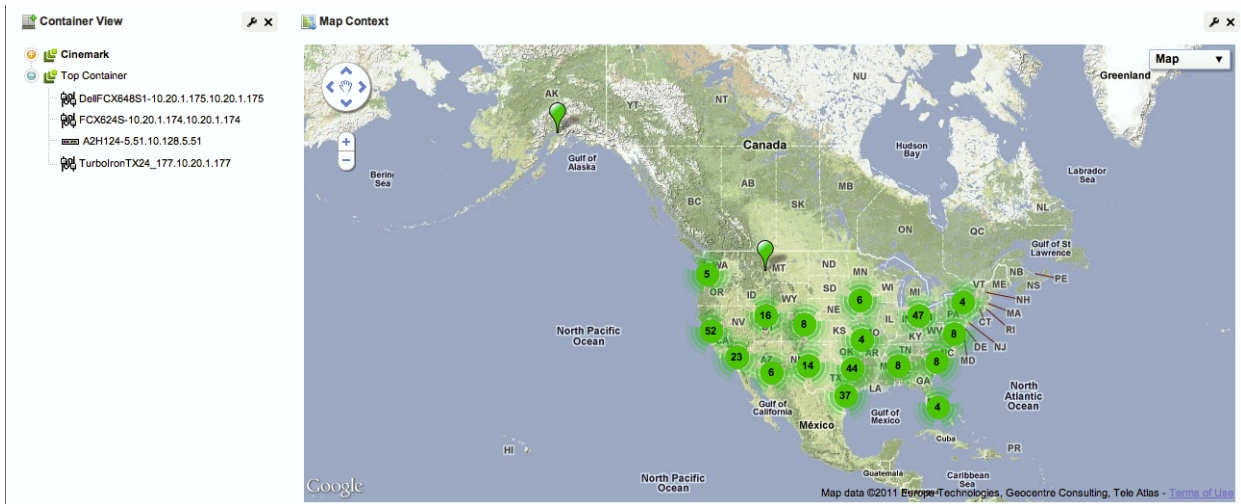 Container View
Cinemark
Top Container
DellFCX648S1-10.20.1.175.10.20.1.175
FCX624S-10.20.1.174.10.20.1.174
A2H124-5.51.10.128.5.51
TurboIronTX24_177.10.20.1.177
Map Context
Map
Greenland
NU
AK
YT
NT
Canada
Hudson
Bay
Gulf of
Alaska
Labrador
Sea
Bering
Sea
AB
MB
BC
SK
NL
ON
QC
Gulf of St
Lawrence
WA
MT
ND
MN
NB
PE
5
VT
ME
NS
OR
ID
SD
WI
MI
NH
WY
6
4
MA
16
NE
47
PA
CT
RI
8
IL
North Pacific
Ocean
52
NV
KS
KY
WV
8
DE
NJ
4
MD
23
AZ
OK
AR
TN
NC
6
14
44
8
8
TX
GA
LA
37
4
North
Atlantic
Ocean
Gulf of
California
Gulf of
Mexico
México
Cuba
HI
PR
Guatemala
Caribbean
Sea
North Pacific
Ocean
Google
Map data ©2011 Europa Technologies, Geocentre Consulting, Tele Atlas - Terms of Use